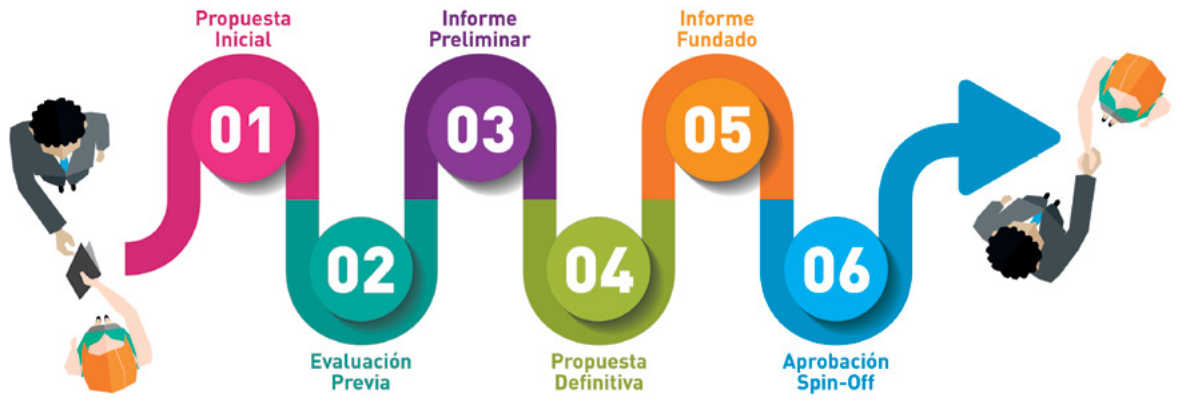 Propuesta
Inicial
01
02
Evaluación
Previa
Informe
Preliminar
03
04
Propuesta
Definitiva
Informe
Fundado
05
06
Aprobación
Spin-Off